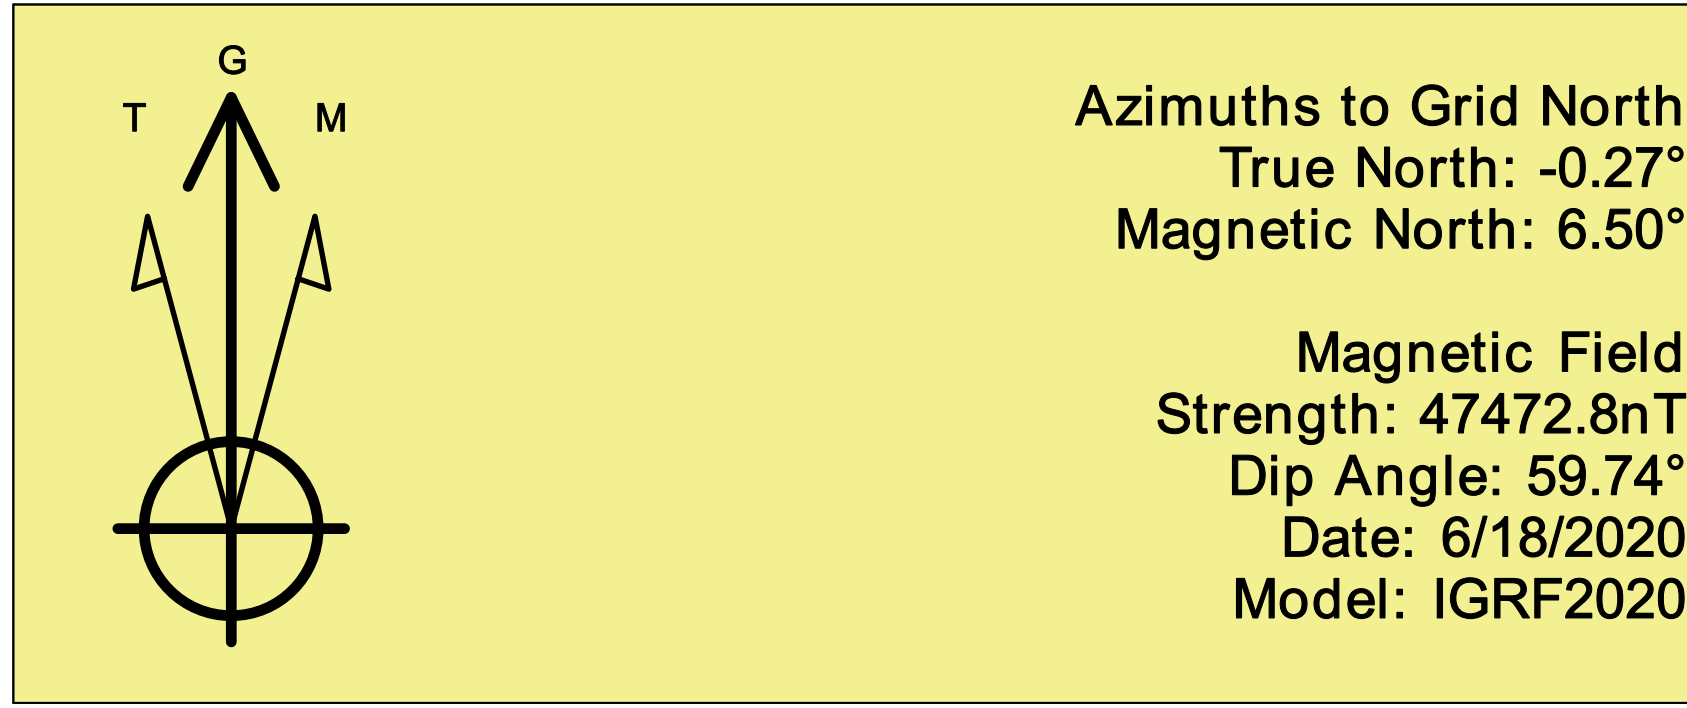 G
T
M
Azimuths to Grid North
True North: -0.27°
Magnetic North: 6.50°
Magnetic Field
Strength: 47472.8nT
Dip Angle: 59.74°
Date: 6/18/2020
Model: IGRF2020